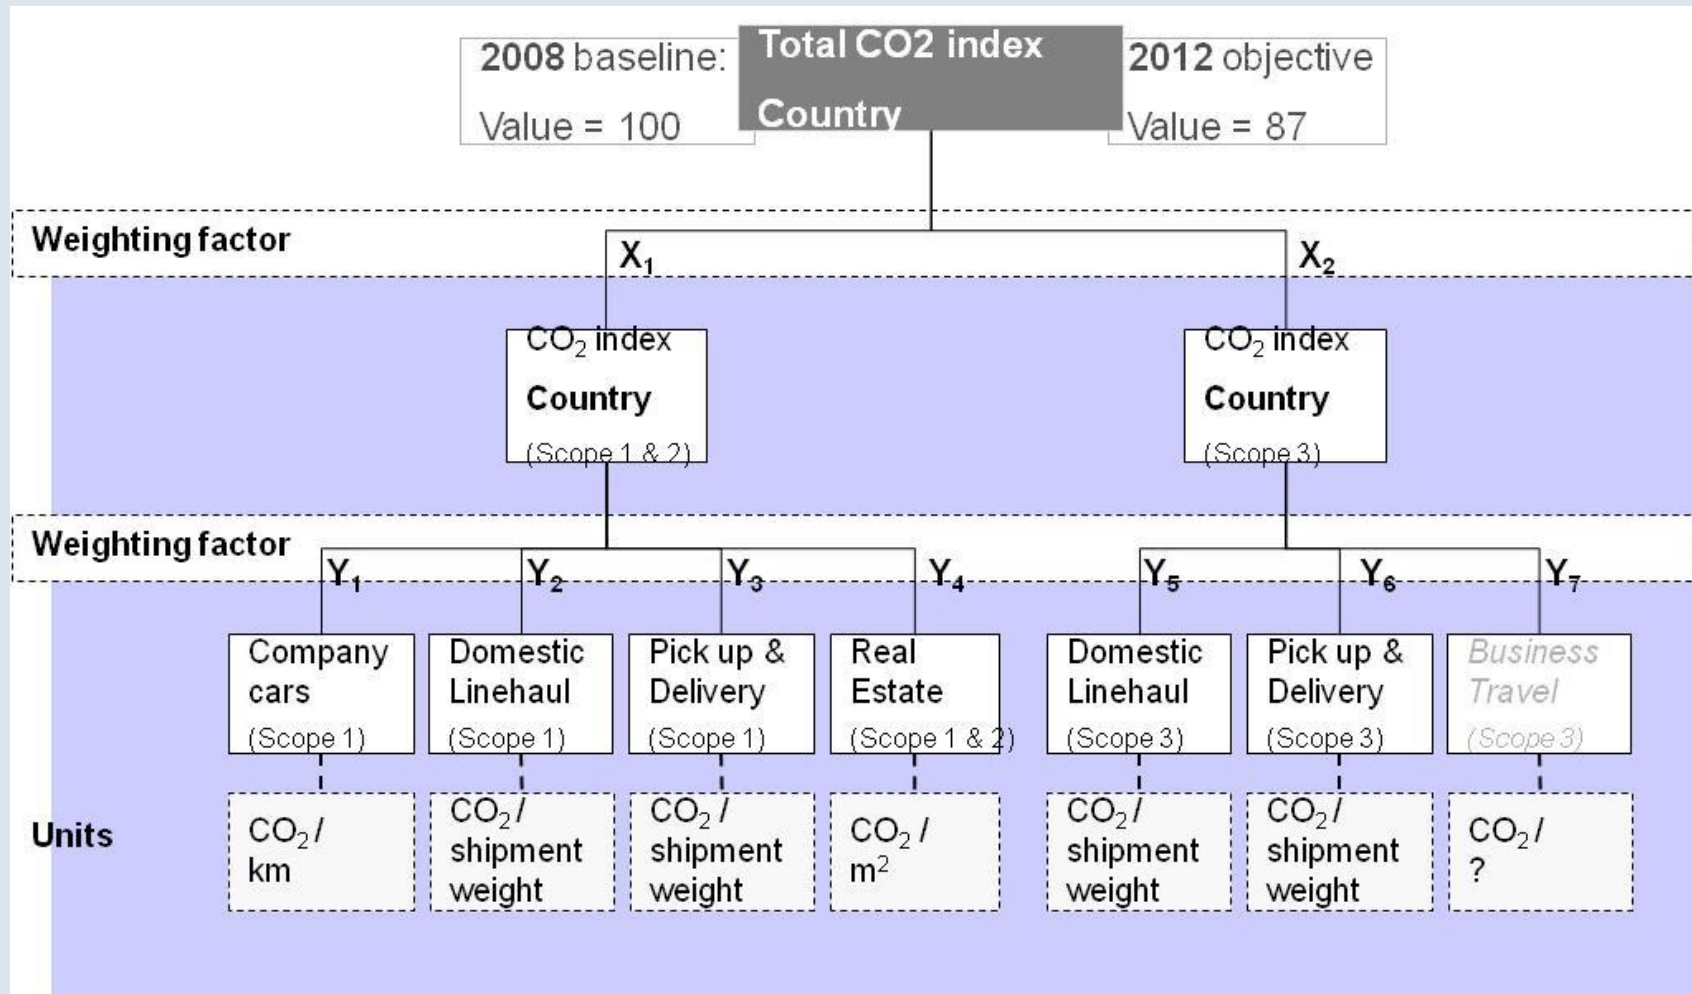 2008 baseline:
Value = 100
Total CO2 index
Country
2012 objective
Value = 87
Weighting factor
X₁
X₂
CO₂ index
Country
(Scope 1 & 2)
CO₂ index
Country
(Scope 3)
Weighting factor
Y₁
Y₂
Y₃
Y₄
Y₅
Y₆
Y₇
Company
cars
(Scope 1)
Domestic
Linehaul
(Scope 1)
Pick up &
Delivery
(Scope 1)
Real
Estate
(Scope 1 & 2)
Domestic
Linehaul
(Scope 3)
Pick up &
Delivery
(Scope 3)
Business
Travel
(Scope 3)
Units
CO₂ /
km
CO₂ /
shipment
weight
CO₂ /
shipment
weight
CO₂ /
m²
CO₂ /
shipment
weight
CO₂ /
shipment
weight
CO₂ /
?